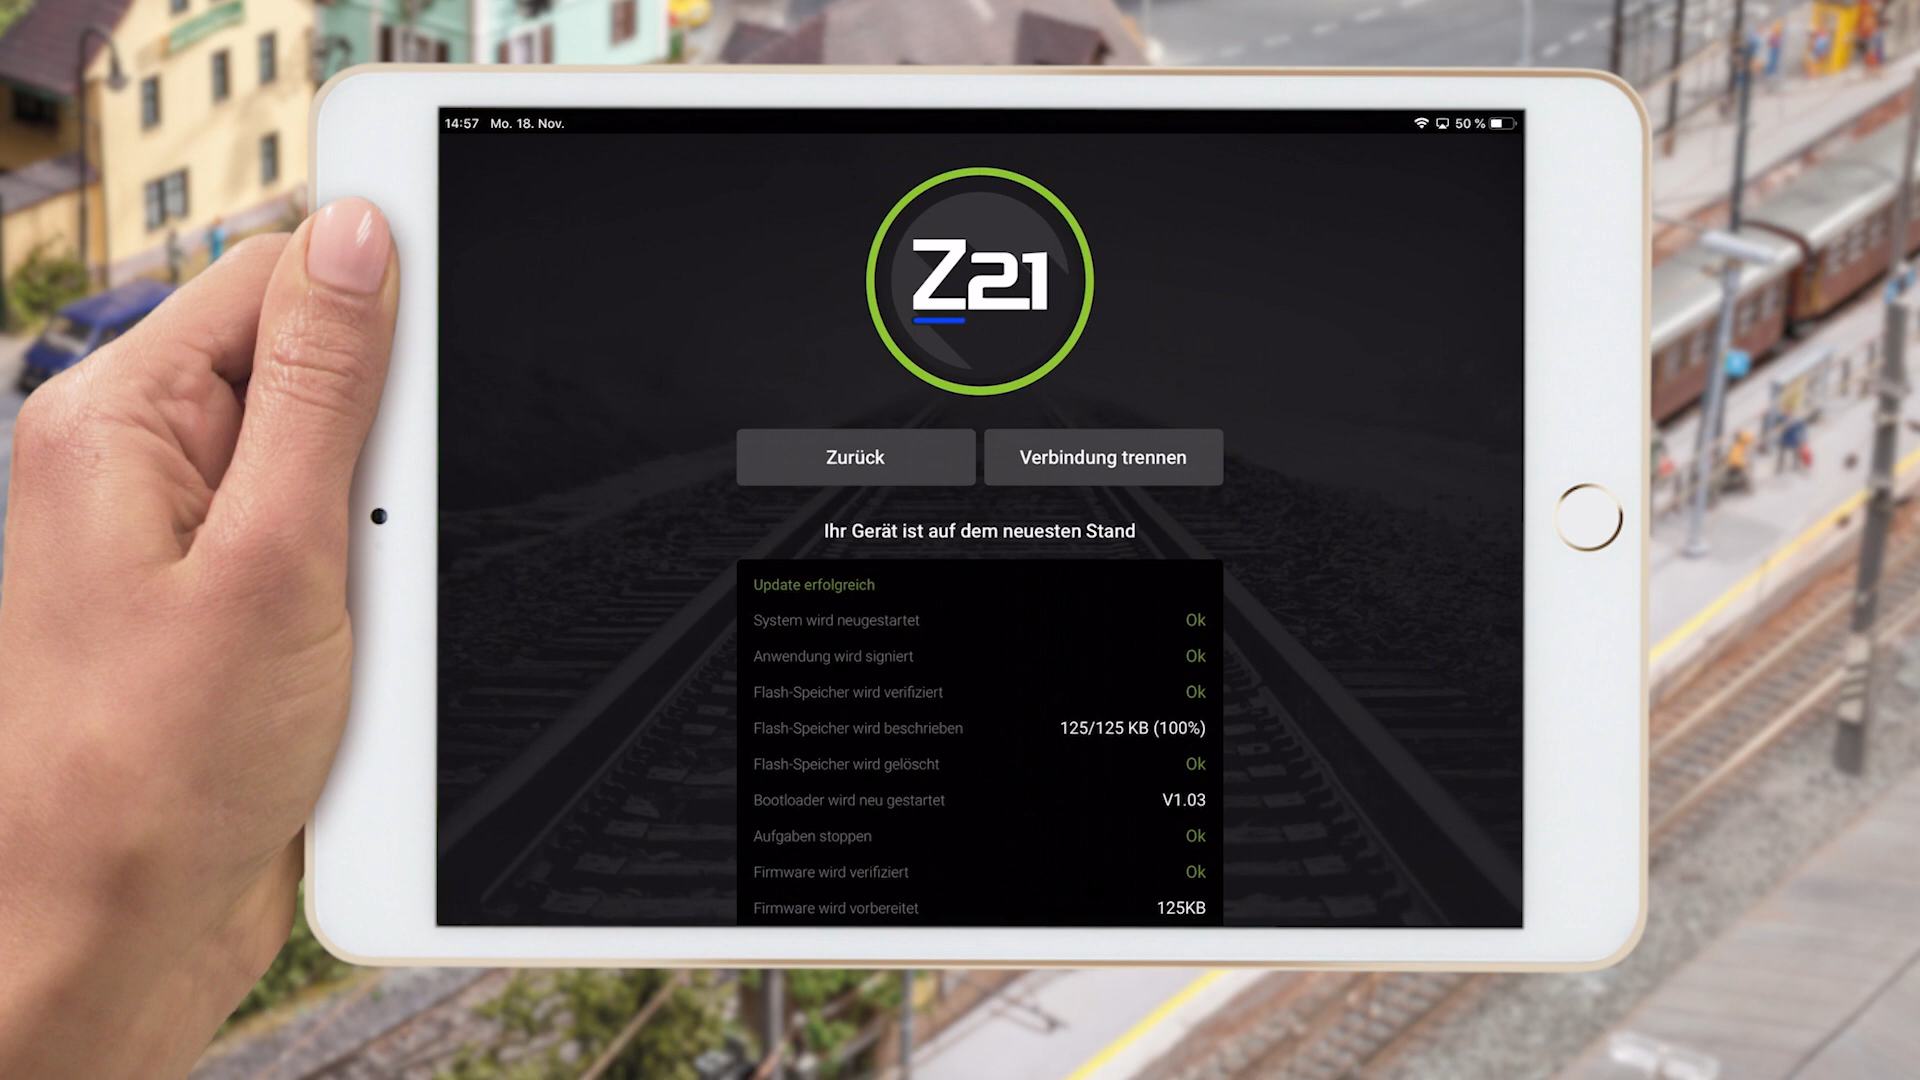 14:57 Mo. 18. Nov. 50 %
Z21
Zurück Verbindung trennen
Ihr Gerät ist auf dem neuesten Stand
Update erfolgreich
System wird neugestartet Ok
Anwendung wird signiert Ok
Flash-Speicher wird verifiziert Ok
Flash-Speicher wird beschrieben 125/125 KB (100%)
Flash-Speicher wird gelöscht Ok
Bootloader wird neu gestartet V1.03
Aufgaben stoppen Ok
Firmware wird verifiziert Ok
Firmware wird vorbereitet 125KB